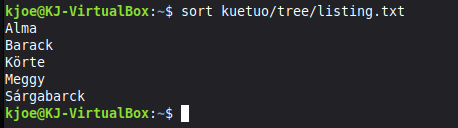 kjoe@KJ-VirtualBox:~$ sort kuetuo/tree/listing.txt
Alma
Barack
Körte
Meggy
Sárgabarck
kjoe@KJ-VirtualBox:~$